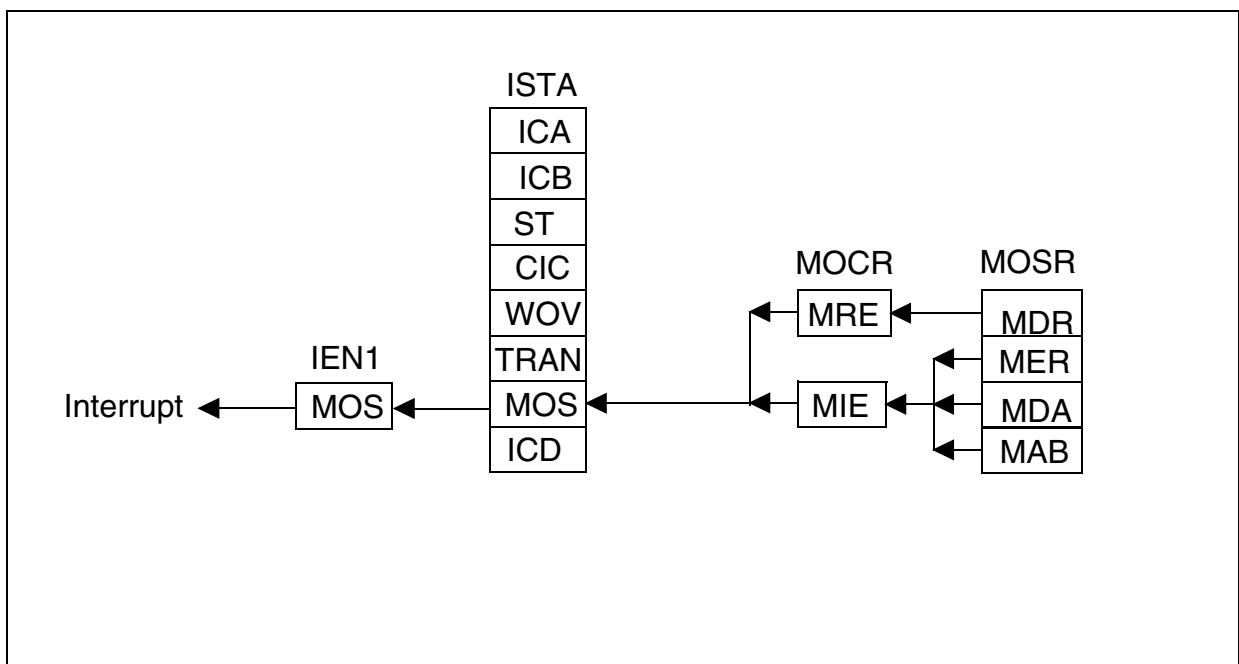 ISTA
ICA
ICB
ST
CIC
WOV
TRAN
MOS
ICD
MOCR
MRE
MIE
MOSR
MDR
MER
MDA
MAB
IEN1
MOS
Interrupt